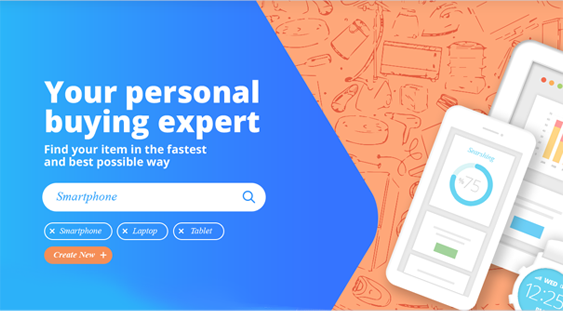 Your personal
buying expert
Find your item in the fastest
and best possible way
Smartphone
× Smartphone
× Laptop
× Tablet
Create New +
Searching
%75
WED
12:25